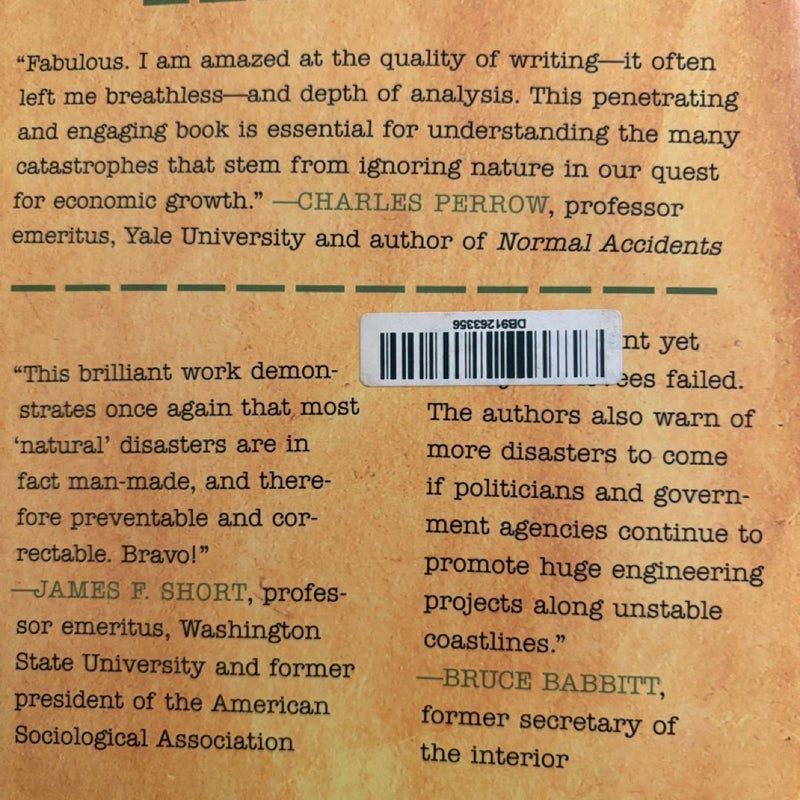 “Fabulous. I am amazed at the quality of writing—it often
left me breathless—and depth of analysis. This penetrating
and engaging book is essential for understanding the many
catastrophes that stem from ignoring nature in our quest
for economic growth.” —CHARLES PERROW, professor
emeritus, Yale University and author of Normal Accidents
“This brilliant work demon-
strates once again that most
‘natural’ disasters are in
fact man-made, and there-
fore preventable and cor-
rectable. Bravo!”
—JAMES F. SHORT, profes-
sor emeritus, Washington
State University and former
president of the American
Sociological Association
DB91263356
yet
failed.
The authors also warn of
more disasters to come
if politicians and govern-
ment agencies continue to
promote huge engineering
projects along unstable
coastlines.”
—BRUCE BABBITT,
former secretary of
the interior